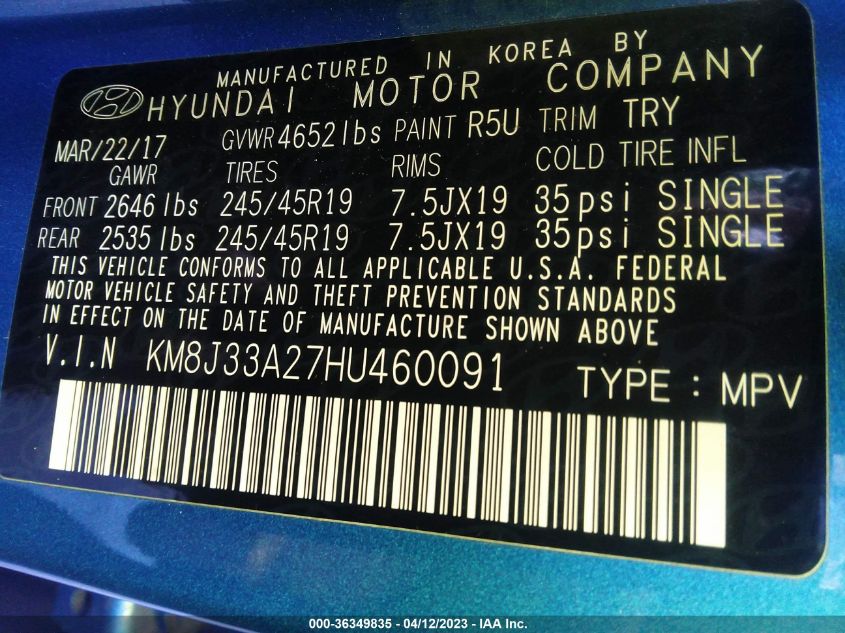 MANUFACTURED IN KOREA BY
HYUNDAI MOTOR COMPANY
MAR/22/17 GVWR 4652 lbs PAINT R5U TRIM TRY
GAWR TIRES RIMS COLD TIRE INFL
FRONT 2646 lbs 245/45R19 7.5JX19 35psi SINGLE
REAR 2535 lbs 245/45R19 7.5JX19 35psi SINGLE
THIS VEHICLE CONFORMS TO ALL APPLICABLE U.S.A. FEDERAL
MOTOR VEHICLE SAFETY AND THEFT PREVENTION STANDARDS
IN EFFECT ON THE DATE OF MANUFACTURE SHOWN ABOVE
V.I.N KM8J33A27HU460091 TYPE : MPV
000-36349835 - 04/12/2023 - IAA Inc.